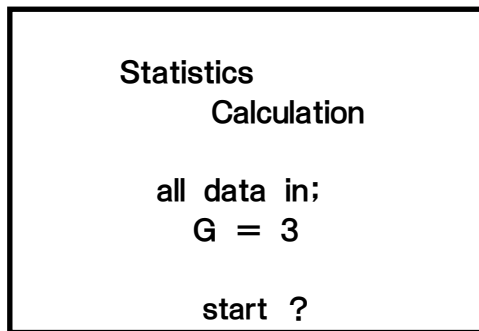 Statistics
Calculation
all data in;
G = 3
start ?